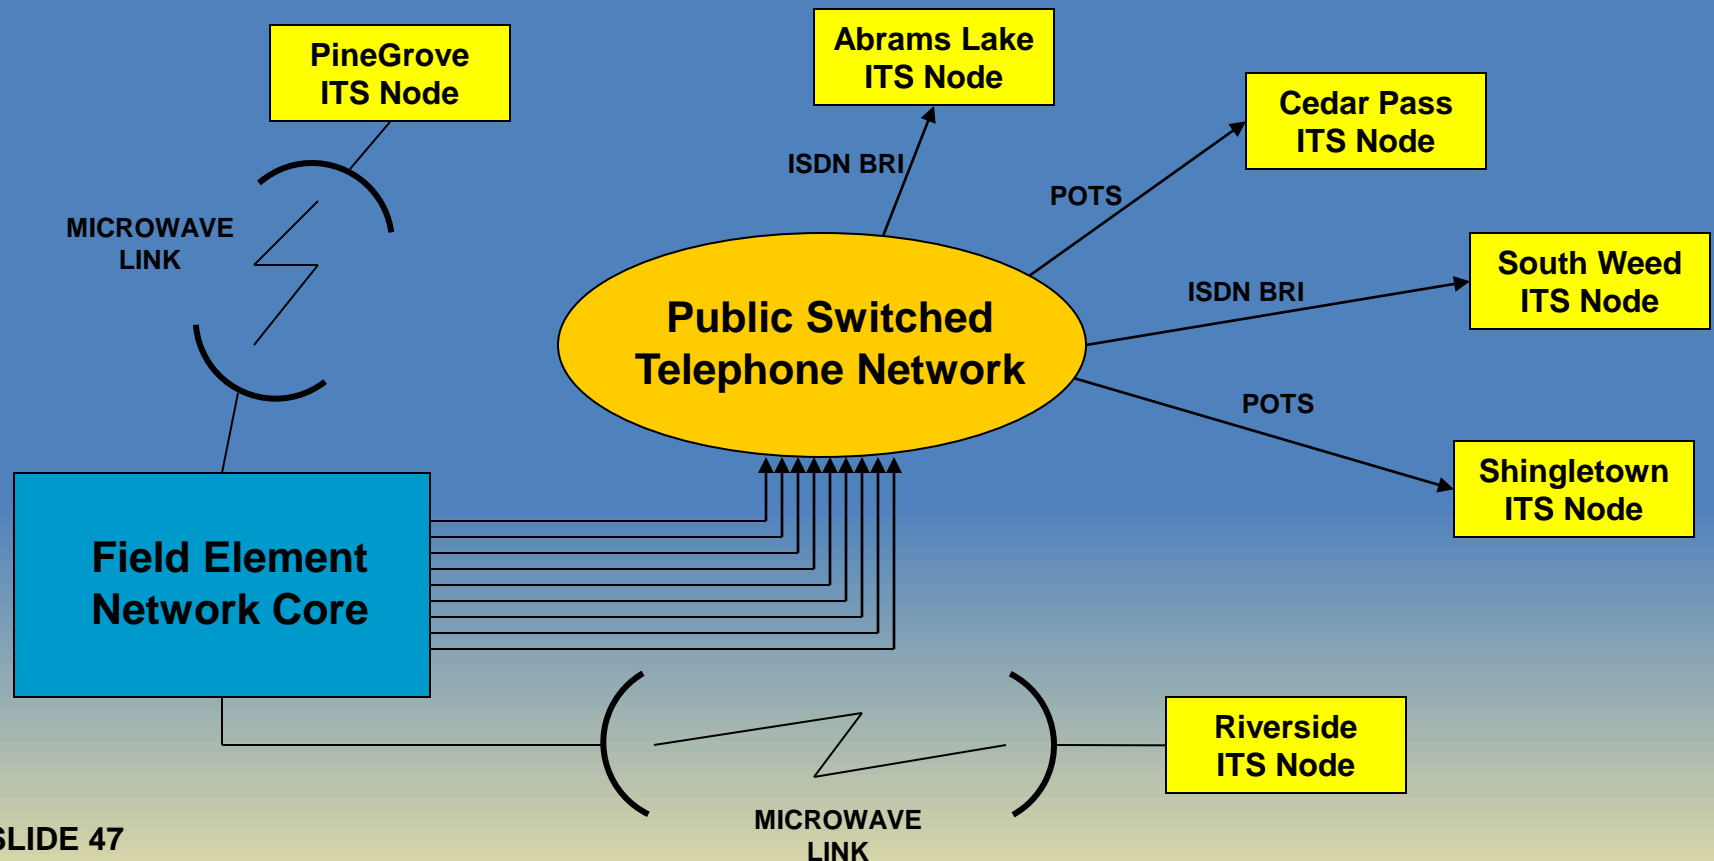 PineGrove
ITS Node
Abrams Lake
ITS Node
Cedar Pass
ITS Node
ISDN BRI
POTS
MICROWAVE
LINK
South Weed
ITS Node
ISDN BRI
Public Switched
Telephone Network
POTS
Shingletown
ITS Node
Field Element
Network Core
Riverside
ITS Node
MICROWAVE
LINK
SLIDE 47